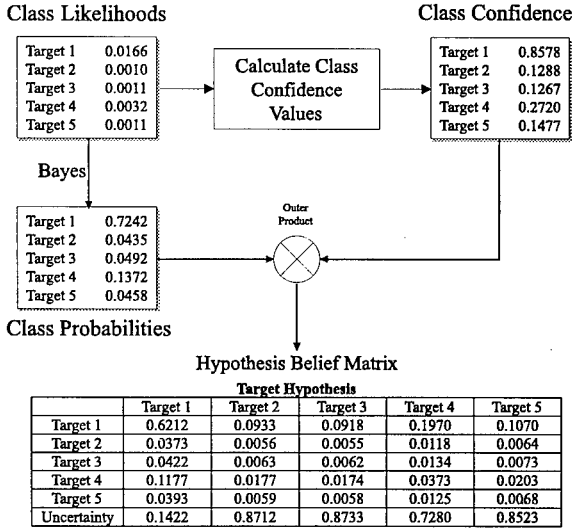 Class Likelihoods
Class Confidence
Target 1 0.0166
Target 2 0.0010
Target 3 0.0011
Target 4 0.0032
Target 5 0.0011
Calculate Class
Confidence
Values
Target 1 0.8578
Target 2 0.1288
Target 3 0.1267
Target 4 0.2720
Target 5 0.1477
Bayes
Target 1 0.7242
Target 2 0.0435
Target 3 0.0492
Target 4 0.1372
Target 5 0.0458
Outer
Product
Class Probabilities
Hypothesis Belief Matrix
Target Hypothesis
Target 1 Target 2 Target 3 Target 4 Target 5
Target 1 0.6212 0.0933 0.0918 0.1970 0.1070
Target 2 0.0373 0.0056 0.0055 0.0118 0.0064
Target 3 0.0422 0.0063 0.0062 0.0134 0.0073
Target 4 0.1177 0.0177 0.0174 0.0373 0.0203
Target 5 0.0393 0.0059 0.0058 0.0125 0.0068
Uncertainty 0.1422 0.8712 0.8733 0.7280 0.8523